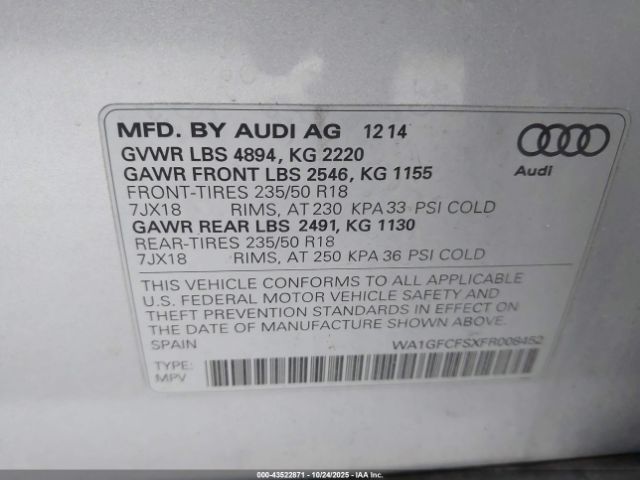 MFD. BY AUDI AG 12 14
GVWR LBS 4894, KG 2220
GAWR FRONT LBS 2546, KG 1155
FRONT-TIRES 235/50 R18
7JX18 RIMS, AT 230 KPA 33 PSI COLD
GAWR REAR LBS 2491, KG 1130
REAR-TIRES 235/50 R18
7JX18 RIMS, AT 250 KPA 36 PSI COLD
Audi
THIS VEHICLE CONFORMS TO ALL APPLICABLE
U.S. FEDERAL MOTOR VEHICLE SAFETY AND
THEFT PREVENTION STANDARDS IN EFFECT ON
THE DATE OF MANUFACTURE SHOWN ABOVE
SPAIN WA1GFCFSXFR008452
TYPE:
MPV
000-43522871 - 10/24/2025 - IAA Inc.